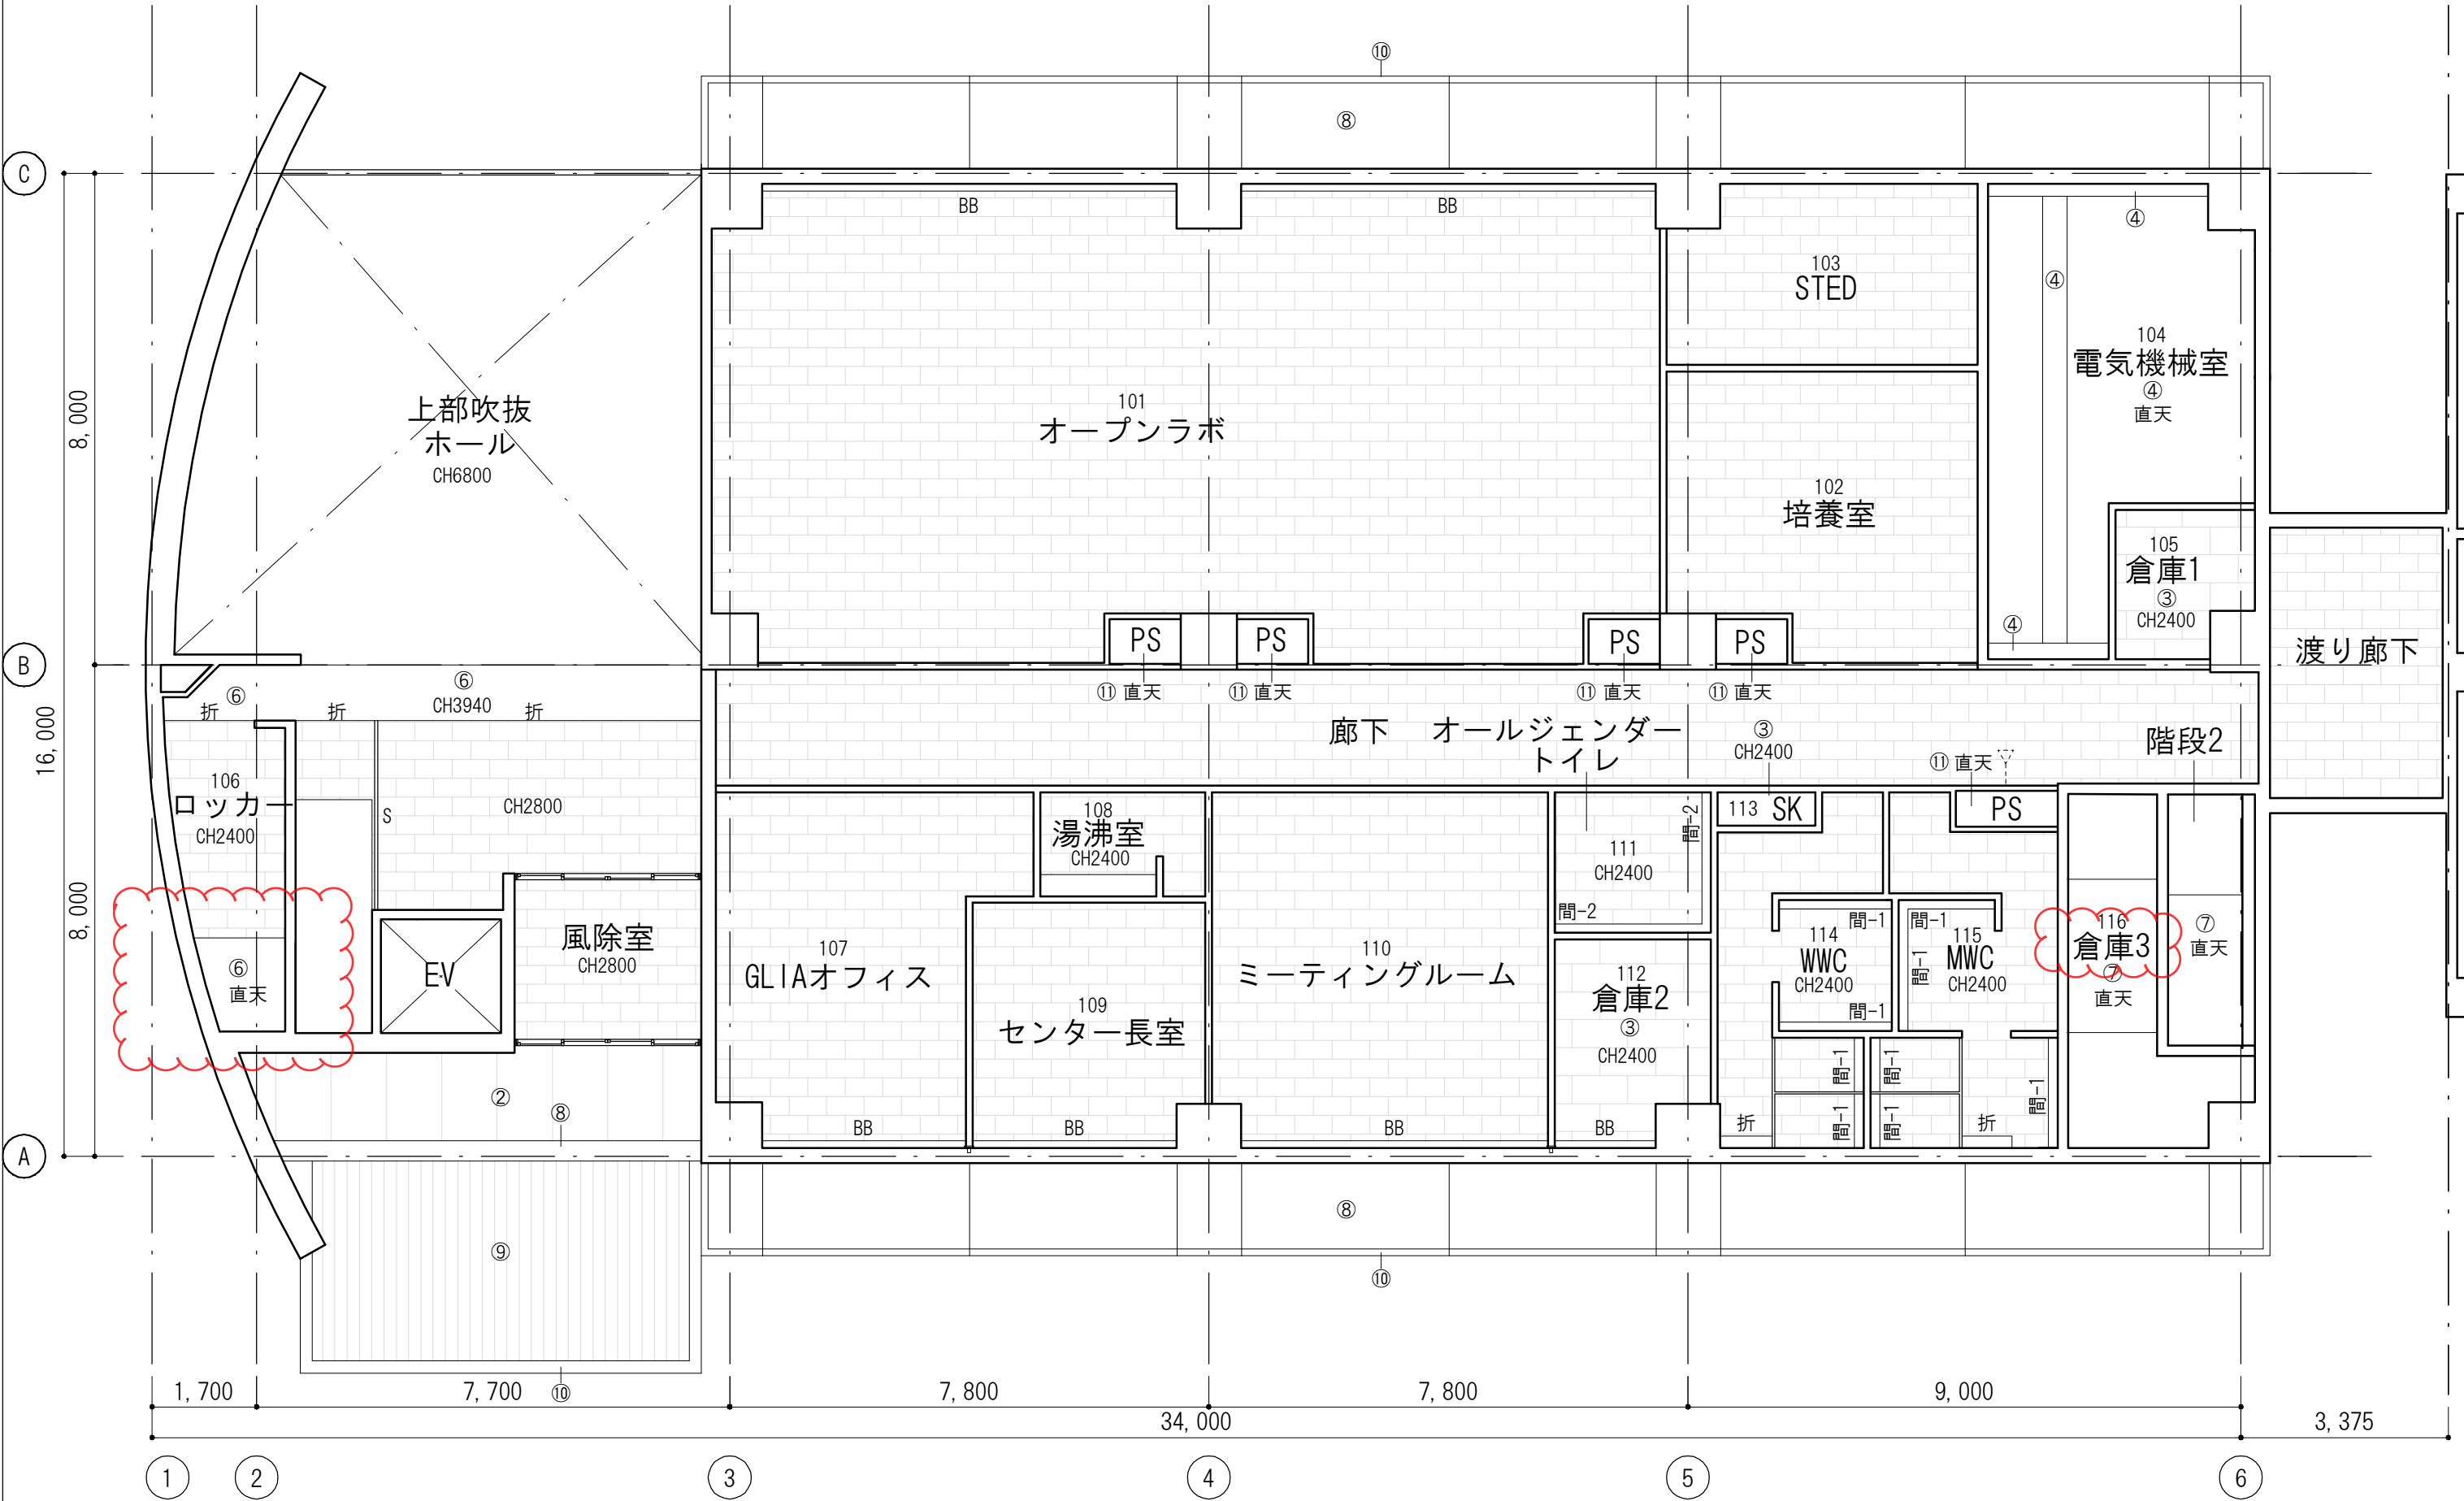 ⑩
⑧
C
BB
BB
④
103
STED
④
104
電気機械室
④
直天
8,000
上部吹抜
ホール
CH6800
101
オープンラボ
102
培養室
105
倉庫1
③
CH2400
④
PS
PS
PS
PS
渡り廊下
B
⑥
⑥
CH3940
⑪ 直天
⑪ 直天
⑪ 直天
⑪ 直天
折
折
折
16,000
廊下
オールジェンダー
トイレ
③
CH2400
⑪ 直天
階段2
106
ロッカー
CH2400
S
CH2800
108
湯沸室
CH2400
間-2
113 SK
PS
111
CH2400
間-2
8,000
⑥
直天
EV
風除室
CH2800
107
GLIAオフィス
109
センター長室
110
ミーティングルーム
112
倉庫2
③
CH2400
間-1
114
WWC
CH2400
間-1
間-1
間-1
115
MWC
CH2400
116
倉庫3
⑦
直天
⑦
直天
②
⑧
間-1
間-1
間-1
間-1
間-1
折
折
BB
BB
BB
BB
A
⑧
⑨
⑩
⑩
1,700
7,700
7,800
7,800
9,000
34,000
3,375
1
2
3
4
5
6